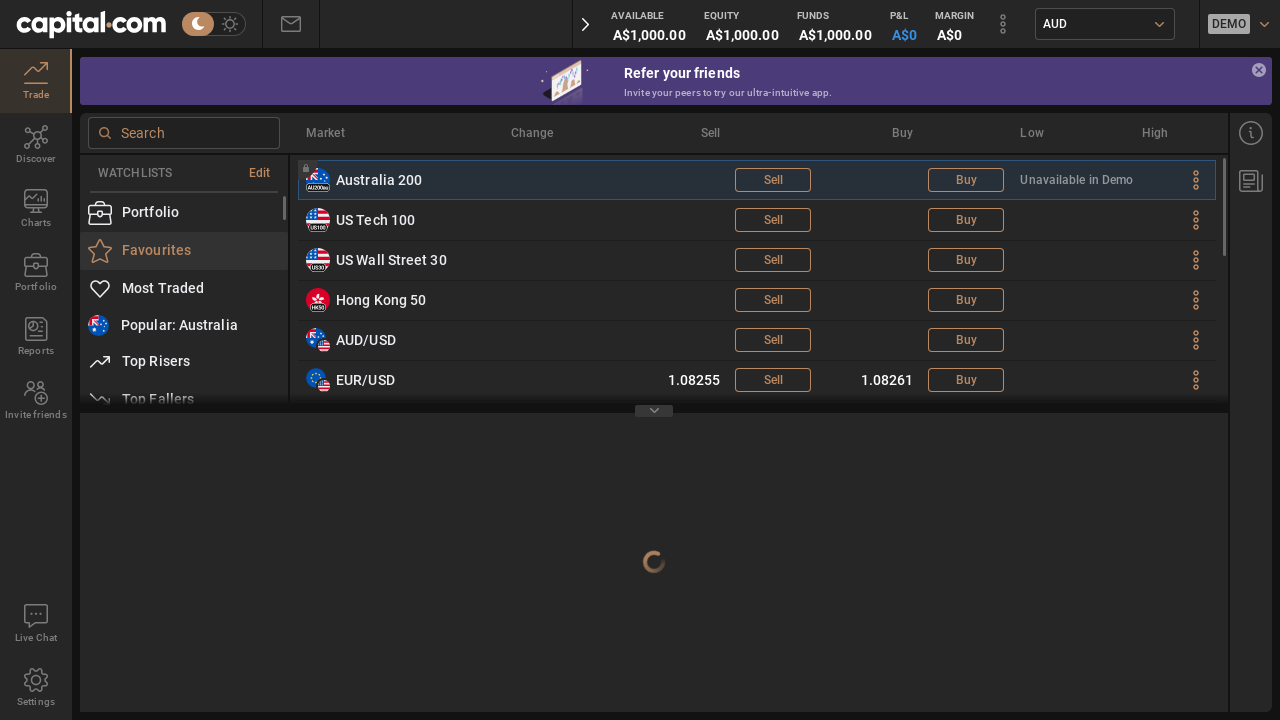 capital.com
AVAILABLE EQUITY FUNDS P&L MARGIN
A$1,000.00 A$1,000.00 A$1,000.00 A$0 A$0
AUD
DEMO
Refer your friends
Invite your peers to try our ultra-intuitive app.
Trade
Discover
Charts
Portfolio
Reports
Invite friends
Live Chat
Settings
Search
WATCHLISTS Edit
Portfolio
Favourites
Most Traded
Popular: Australia
Top Risers
Top Fallers
Market Change Sell Buy Low High
AU200
Australia 200 Sell Buy Unavailable in Demo
US100
US Tech 100 Sell Buy
US30
US Wall Street 30 Sell Buy
HK50
Hong Kong 50 Sell Buy
AUD/USD Sell Buy
EUR/USD 1.08255 Sell 1.08261 Buy